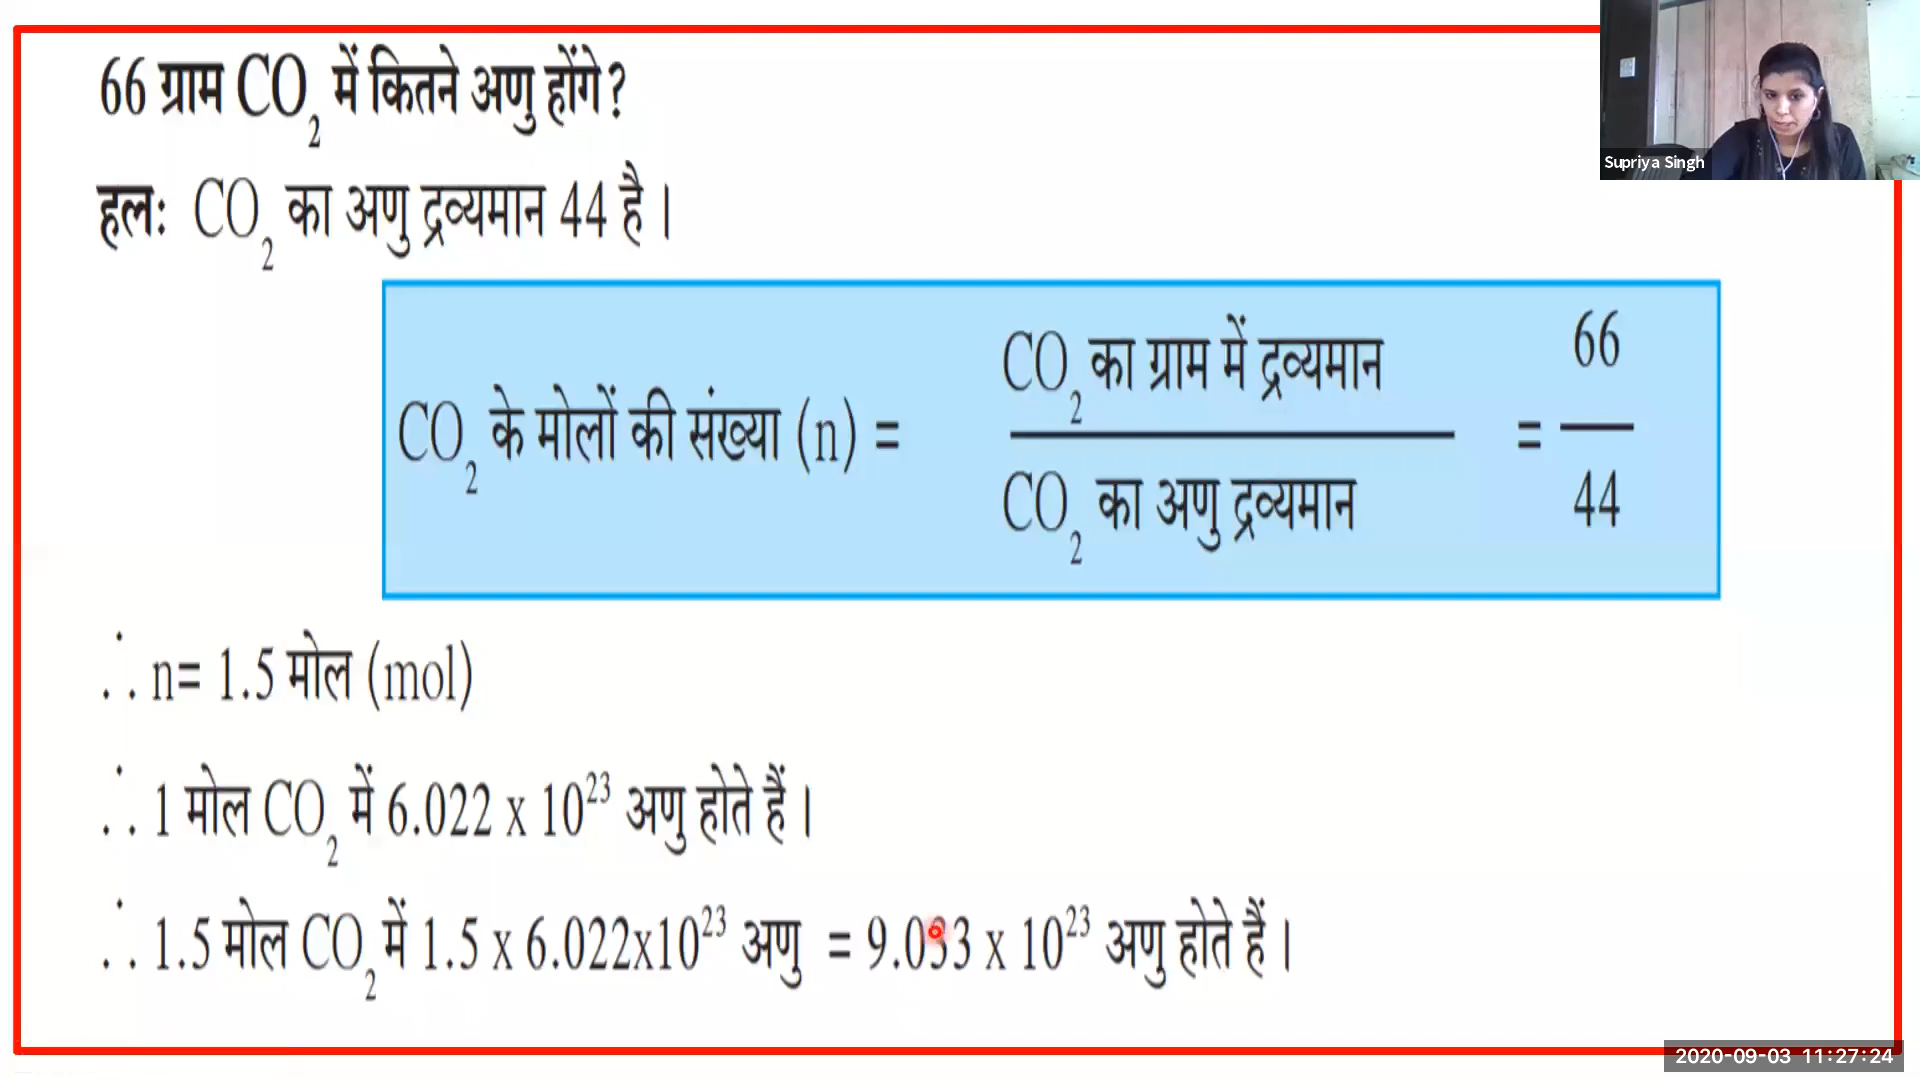 66 ग्राम CO₂ में कितने अणु होंगे?
Supriya Singh
हलः CO₂ का अणु द्रव्यमान 44 है।
CO₂ के मोलों की संख्या (n) = CO₂ का ग्राम में द्रव्यमान / CO₂ का अणु द्रव्यमान = 66 / 44
∴ n= 1.5 मोल (mol)
∴ 1 मोल CO₂ में 6.022 x 10²³ अणु होते हैं।
∴ 1.5 मोल CO₂ में 1.5 x 6.022x10²³ अणु = 9.033 x 10²³ अणु होते हैं।
2020-09-03 11:27:24